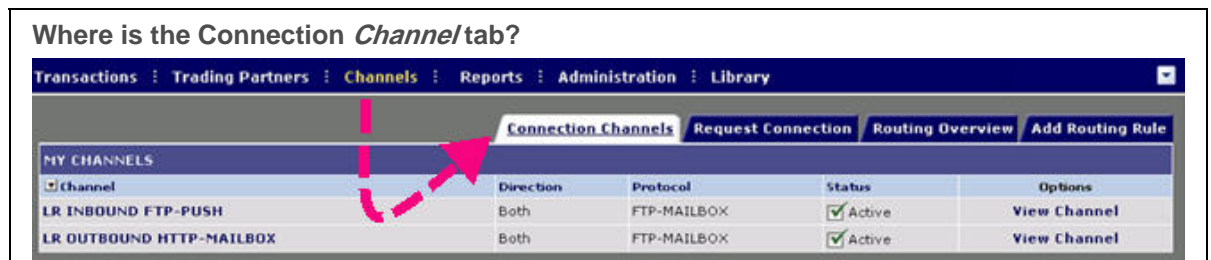 Where is the Connection Channel tab?
Transactions : Trading Partners : Channels : Reports : Administration : Library
Connection Channels Request Connection Routing Overview Add Routing Rule
MY CHANNELS
Channel Direction Protocol Status Options
LR INBOUND FTP-PUSH Both FTP-MAILBOX Active View Channel
LR OUTBOUND HTTP-MAILBOX Both FTP-MAILBOX Active View Channel